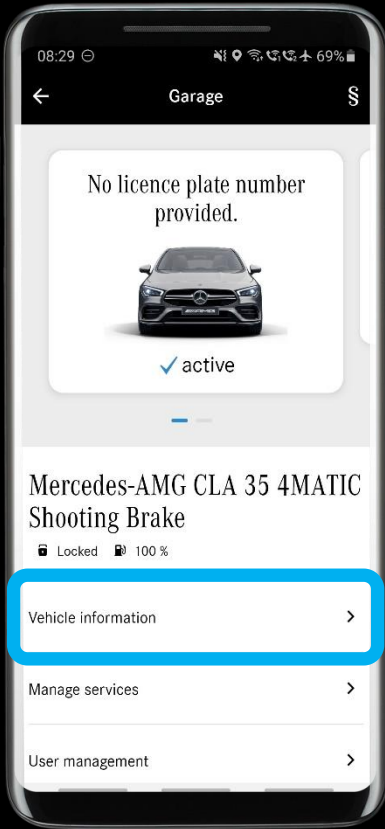 08:29 69%
Garage §
No licence plate number
provided.
active
Mercedes-AMG CLA 35 4MATIC
Shooting Brake
Locked 100 %
Vehicle information
Manage services
User management